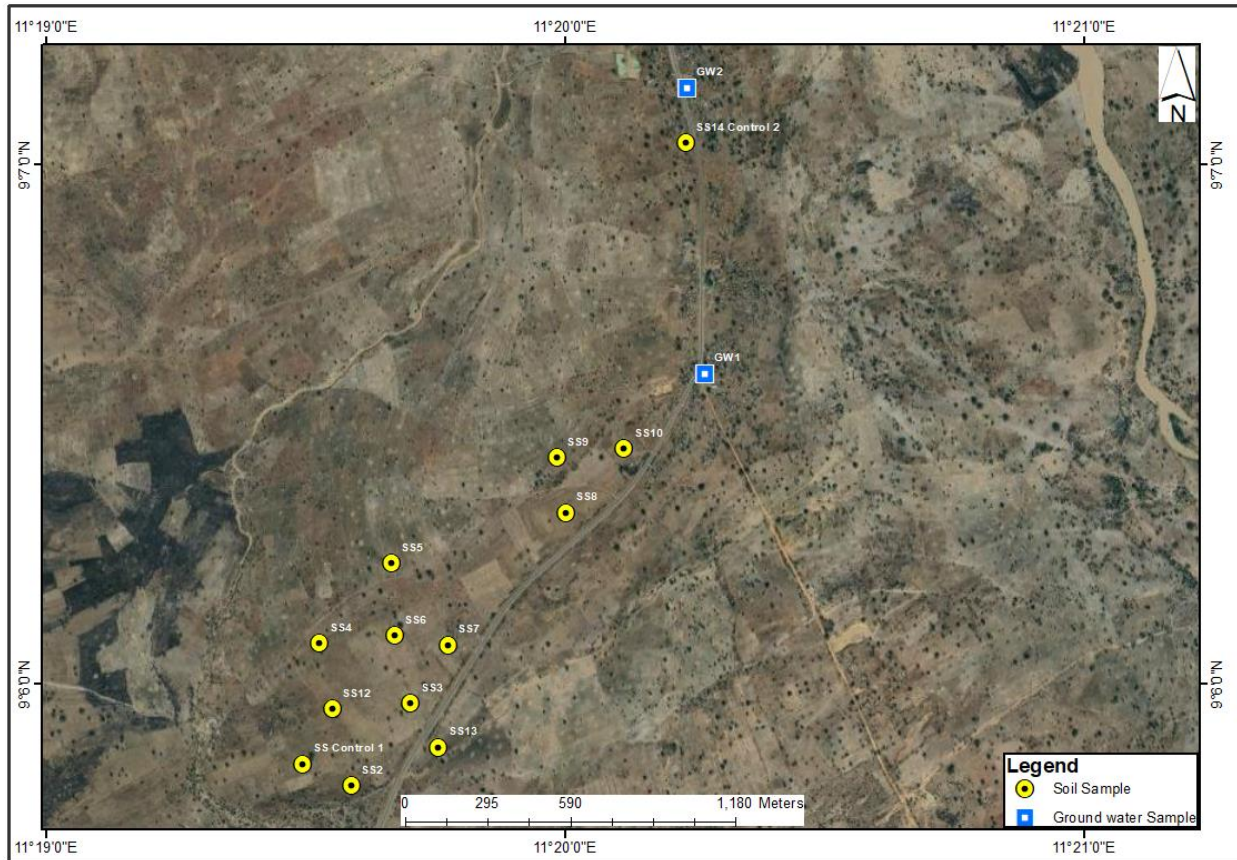 11°19'0"E
11°20'0"E
11°21'0"E
N
GW2
SS14 Control 2
9°7'0"N
9°7'0"N
GW1
SS10
SS9
SS8
SS5
SS6
SS4
SS7
9°6'0"N
9°6'0"N
SS3
SS12
SS13
SS Control 1
SS2
Legend
Soil Sample
Ground water Sample
0 295 590 1,180 Meters
11°19'0"E
11°20'0"E
11°21'0"E